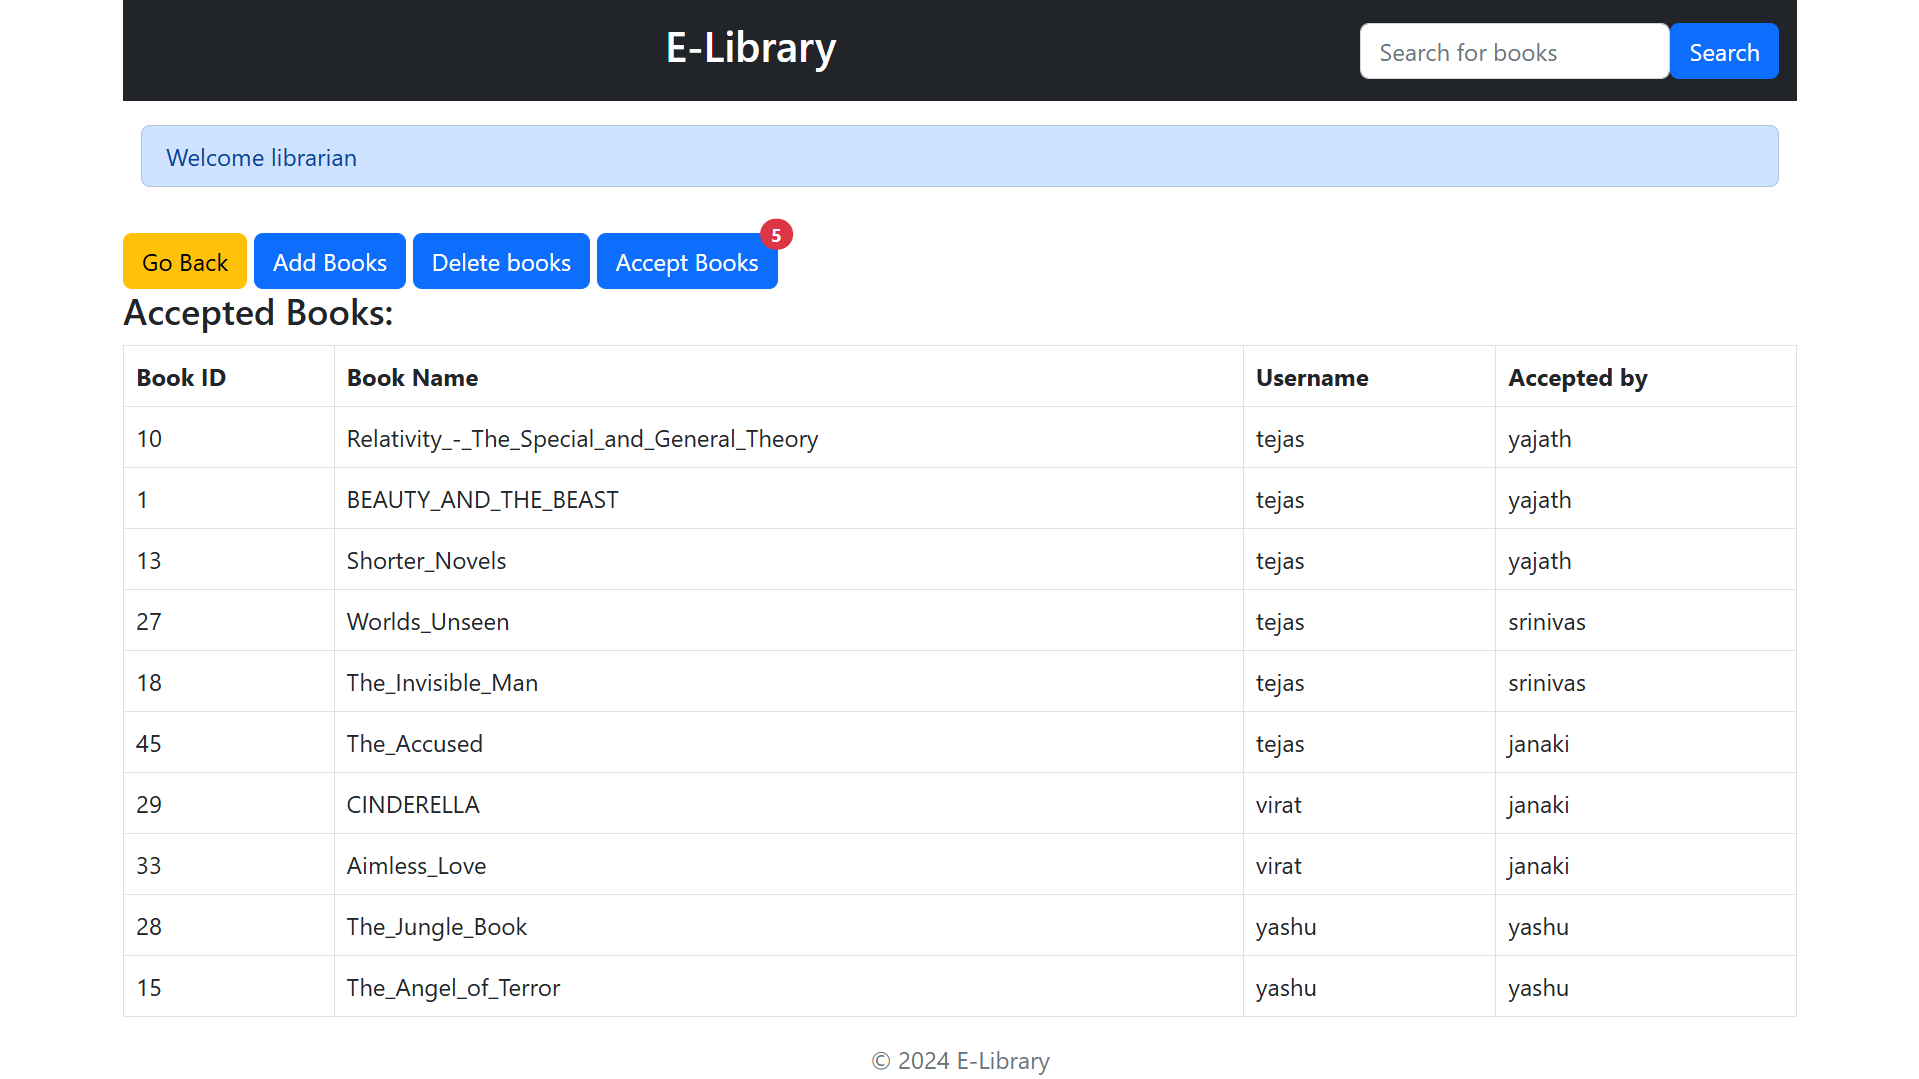 E-Library
Search for books Search
Welcome librarian
5
Go Back Add Books Delete books Accept Books
Accepted Books:
Book ID Book Name Username Accepted by
10 Relativity_-_The_Special_and_General_Theory tejas yajath
1 BEAUTY_AND_THE_BEAST tejas yajath
13 Shorter_Novels tejas yajath
27 Worlds_Unseen tejas srinivas
18 The_Invisible_Man tejas srinivas
45 The_Accused tejas janaki
29 CINDERELLA virat janaki
33 Aimless_Love virat janaki
28 The_Jungle_Book yashu yashu
15 The_Angel_of_Terror yashu yashu
© 2024 E-Library